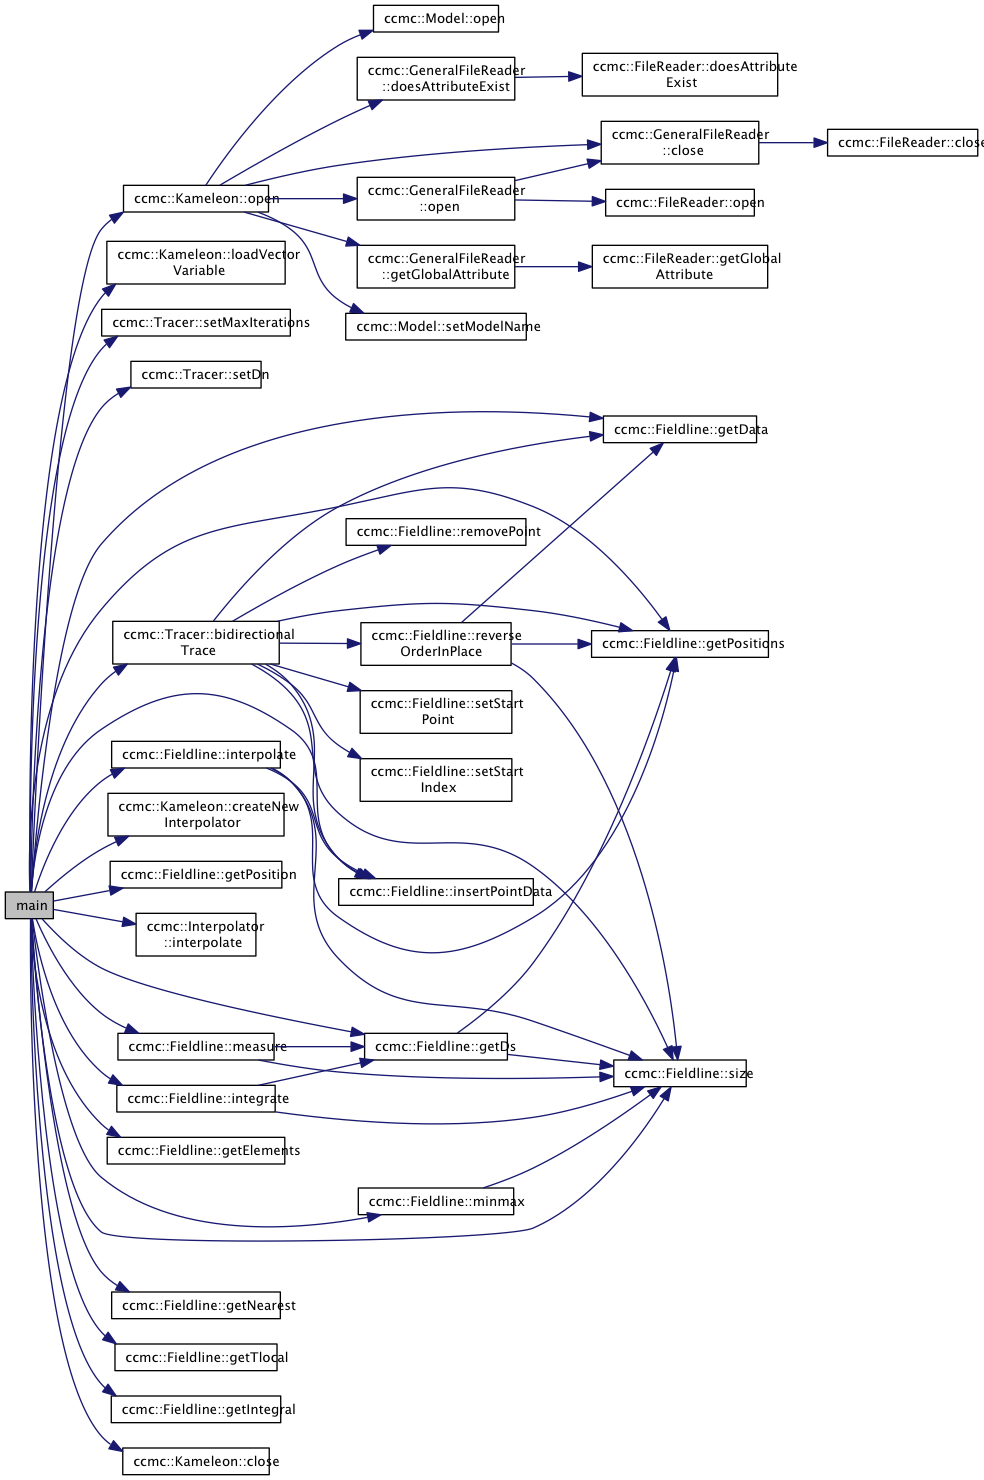 ccmc::Model::open
ccmc::GeneralFileReader
::doesAttributeExist
ccmc::FileReader::doesAttribute
Exist
ccmc::GeneralFileReader
::close
ccmc::FileReader::close
ccmc::Kameleon::open
ccmc::GeneralFileReader
::open
ccmc::FileReader::open
ccmc::Kameleon::loadVector
Variable
ccmc::GeneralFileReader
::getGlobalAttribute
ccmc::FileReader::getGlobal
Attribute
ccmc::Tracer::setMaxIterations
ccmc::Model::setModelName
ccmc::Tracer::setDn
ccmc::Fieldline::getData
ccmc::Fieldline::removePoint
ccmc::Tracer::bidirectional
Trace
ccmc::Fieldline::reverse
OrderInPlace
ccmc::Fieldline::getPositions
ccmc::Fieldline::setStart
Point
ccmc::Fieldline::interpolate
ccmc::Fieldline::setStart
Index
ccmc::Kameleon::createNew
Interpolator
ccmc::Fieldline::getPosition
ccmc::Fieldline::insertPointData
main
ccmc::Interpolator
::interpolate
ccmc::Fieldline::measure
ccmc::Fieldline::getDs
ccmc::Fieldline::size
ccmc::Fieldline::integrate
ccmc::Fieldline::getElements
ccmc::Fieldline::minmax
ccmc::Fieldline::getNearest
ccmc::Fieldline::getTlocal
ccmc::Fieldline::getIntegral
ccmc::Kameleon::close